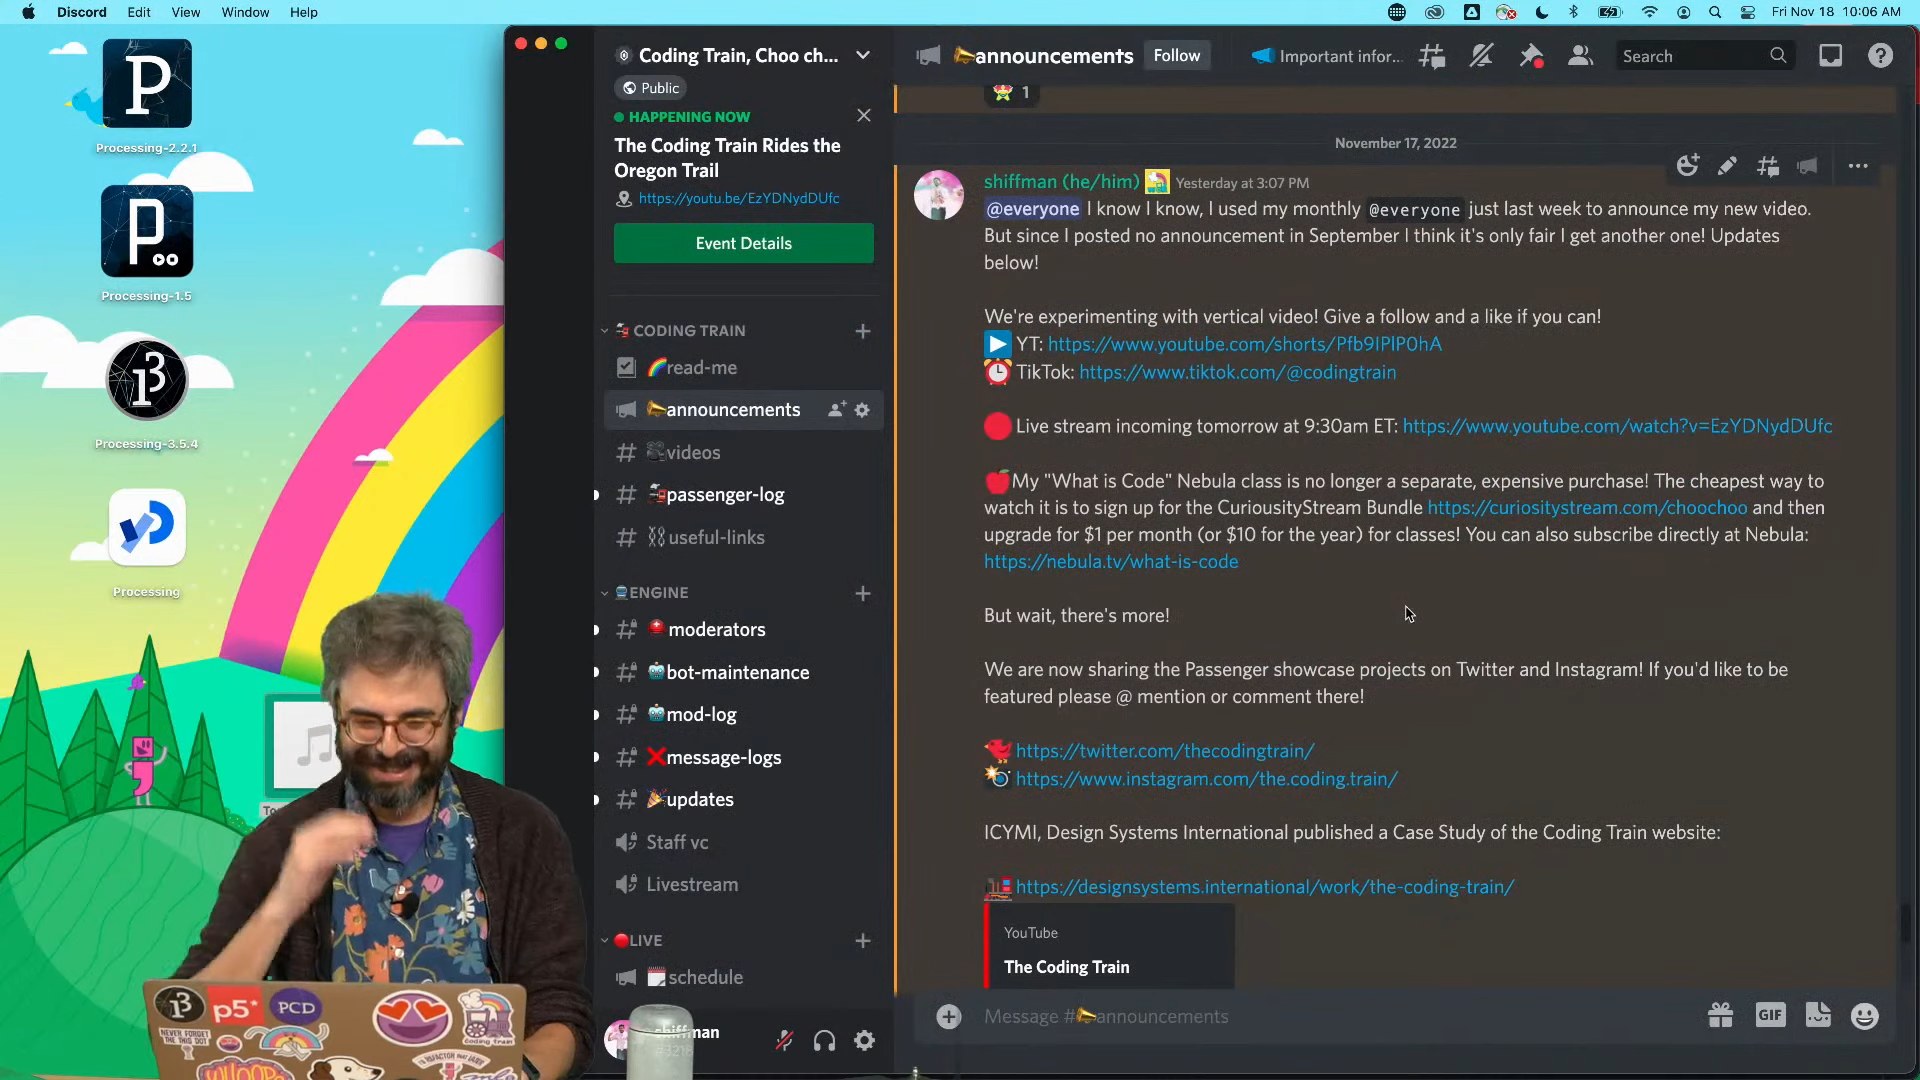 Discord Edit View Window Help
Fri Nov 18 10:06 AM
Processing-2.2.1
Processing-1.5
Processing-3.5.4
Processing
Coding Train, Choo ch...
Public
HAPPENING NOW
The Coding Train Rides the
Oregon Trail
https://youtu.be/EzYDNydDUfc
Event Details
CODING TRAIN
read-me
announcements
videos
passenger-log
useful-links
ENGINE
moderators
bot-maintenance
mod-log
message-logs
updates
Staff vc
Livestream
LIVE
schedule
shiffman
announcements Follow Important infor... Search
1
November 17, 2022
shiffman (he/him) Yesterday at 3:07 PM
@everyone I know I know, I used my monthly @everyone just last week to announce my new video.
But since I posted no announcement in September I think it's only fair I get another one! Updates
below!
We're experimenting with vertical video! Give a follow and a like if you can!
YT: https://www.youtube.com/shorts/Pfb9IPlP0hA
TikTok: https://www.tiktok.com/@codingtrain
Live stream incoming tomorrow at 9:30am ET: https://www.youtube.com/watch?v=EzYDNydDUfc
My "What is Code" Nebula class is no longer a separate, expensive purchase! The cheapest way to
watch it is to sign up for the CuriousityStream Bundle https://curiositystream.com/choochoo and then
upgrade for $1 per month (or $10 for the year) for classes! You can also subscribe directly at Nebula:
https://nebula.tv/what-is-code
But wait, there's more!
We are now sharing the Passenger showcase projects on Twitter and Instagram! If you'd like to be
featured please @ mention or comment there!
https://twitter.com/thecodingtrain/
https://www.instagram.com/the.coding.train/
ICYMI, Design Systems International published a Case Study of the Coding Train website:
https://designsystems.international/work/the-coding-train/
YouTube
The Coding Train
Message #announcements
GIF
p5*
PCD
NEVER FORGET
THE THIS DOT
coding train
WHOOPS